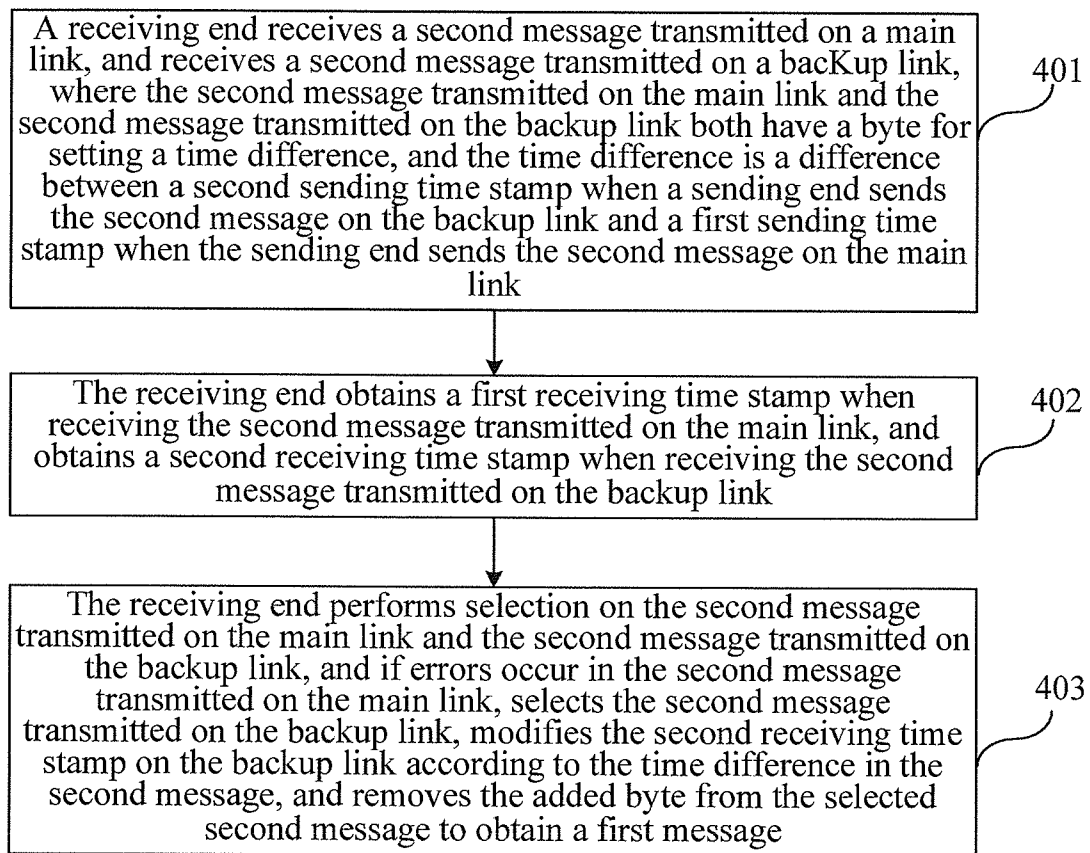 A receiving end receives a second message transmitted on a main
link, and receives a second message transmitted on a bacKup link,
where the second message transmitted on the main link and the
second message transmitted on the backup link both have a byte for
setting a time difference, and the time difference is a difference
between a second sending time stamp when a sending end sends
the second message on the backup link and a first sending time
stamp when the sending end sends the second message on the main
link
401
The receiving end obtains a first receiving time stamp when
receiving the second message transmitted on the main link, and
obtains a second receiving time stamp when receiving the second
message transmitted on the backup link
402
The receiving end performs selection on the second message
transmitted on the main link and the second message transmitted on
the backup link, and if errors occur in the second message
transmitted on the main link, selects the second message
transmitted on the backup link, modifies the second receiving time
stamp on the backup link according to the time difference in the
second message, and removes the added byte from the selected
second message to obtain a first message
403